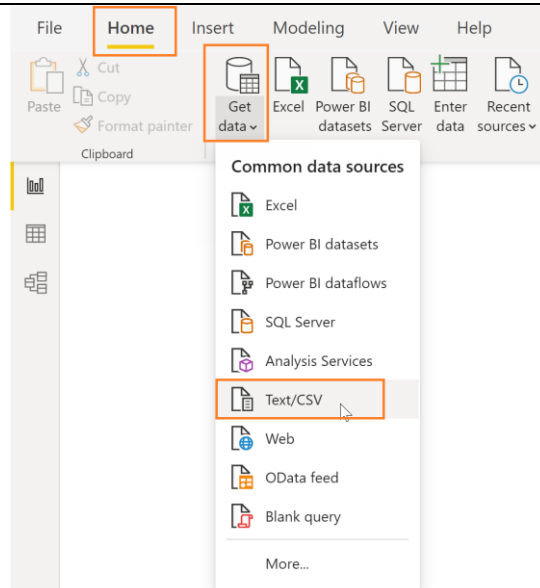 File Home Insert Modeling View Help
Cut
Copy
Format painter
Paste
Clipboard
Get data
Excel
Power BI datasets
SQL Server
Enter data
Recent sources
Common data sources
Excel
Power BI datasets
Power BI dataflows
SQL Server
Analysis Services
Text/CSV
Web
OData feed
Blank query
More...